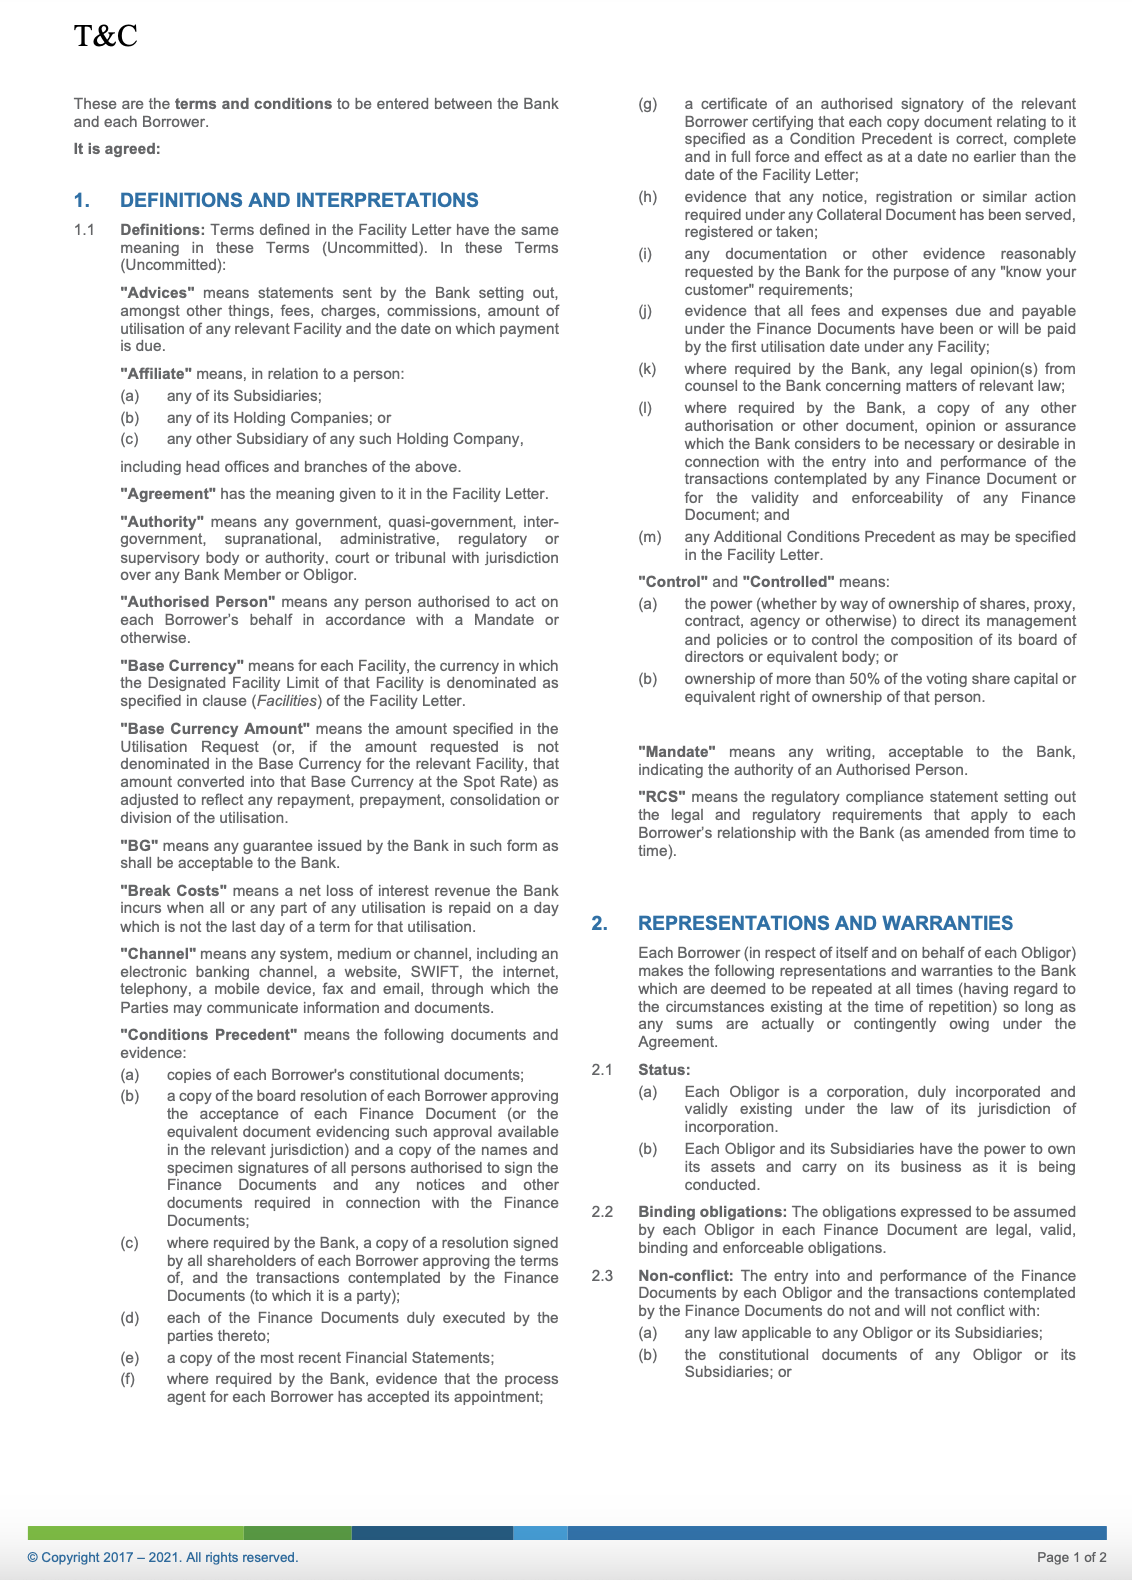 T&C
These are the terms and conditions to be entered between the Bank
and each Borrower.
It is agreed:
1. DEFINITIONS AND INTERPRETATIONS
1.1 Definitions: Terms defined in the Facility Letter have the same
meaning in these Terms (Uncommitted). In these Terms
(Uncommitted):
"Advices" means statements sent by the Bank setting out,
amongst other things, fees, charges, commissions, amount of
utilisation of any relevant Facility and the date on which payment
is due.
"Affiliate" means, in relation to a person:
(a) any of its Subsidiaries;
(b) any of its Holding Companies; or
(c) any other Subsidiary of any such Holding Company,
including head offices and branches of the above.
"Agreement" has the meaning given to it in the Facility Letter.
"Authority" means any government, quasi-government, inter-
government, supranational, administrative, regulatory or
supervisory body or authority, court or tribunal with jurisdiction
over any Bank Member or Obligor.
"Authorised Person" means any person authorised to act on
each Borrower's behalf in accordance with a Mandate or
otherwise.
"Base Currency" means for each Facility, the currency in which
the Designated Facility Limit of that Facility is denominated as
specified in clause (Facilities) of the Facility Letter.
"Base Currency Amount" means the amount specified in the
Utilisation Request (or, if the amount requested is not
denominated in the Base Currency for the relevant Facility, that
amount converted into that Base Currency at the Spot Rate) as
adjusted to reflect any repayment, prepayment, consolidation or
division of the utilisation.
"BG" means any guarantee issued by the Bank in such form as
shall be acceptable to the Bank.
"Break Costs" means a net loss of interest revenue the Bank
incurs when all or any part of any utilisation is repaid on a day
which is not the last day of a term for that utilisation.
"Channel" means any system, medium or channel, including an
electronic banking channel, a website, SWIFT, the internet,
telephony, a mobile device, fax and email, through which the
Parties may communicate information and documents.
"Conditions Precedent" means the following documents and
evidence:
(a) copies of each Borrower's constitutional documents;
(b) a copy of the board resolution of each Borrower approving
the acceptance of each Finance Document (or the
equivalent document evidencing such approval available
in the relevant jurisdiction) and a copy of the names and
specimen signatures of all persons authorised to sign the
Finance Documents and any notices and other
documents required in connection with the Finance
Documents;
(c) where required by the Bank, a copy of a resolution signed
by all shareholders of each Borrower approving the terms
of, and the transactions contemplated by the Finance
Documents (to which it is a party);
(d) each of the Finance Documents duly executed by the
parties thereto;
(e) a copy of the most recent Financial Statements;
(f) where required by the Bank, evidence that the process
agent for each Borrower has accepted its appointment;
(g) a certificate of an authorised signatory of the relevant
Borrower certifying that each copy document relating to it
specified as a Condition Precedent is correct, complete
and in full force and effect as at a date no earlier than the
date of the Facility Letter;
(h) evidence that any notice, registration or similar action
required under any Collateral Document has been served,
registered or taken;
(i) any documentation or other evidence reasonably
requested by the Bank for the purpose of any "know your
customer" requirements;
(j) evidence that all fees and expenses due and payable
under the Finance Documents have been or will be paid
by the first utilisation date under any Facility;
(k) where required by the Bank, any legal opinion(s) from
counsel to the Bank concerning matters of relevant law;
(l) where required by the Bank, a copy of any other
authorisation or other document, opinion or assurance
which the Bank considers to be necessary or desirable in
connection with the entry into and performance of the
transactions contemplated by any Finance Document or
for the validity and enforceability of any Finance
Document; and
(m) any Additional Conditions Precedent as may be specified
in the Facility Letter.
"Control" and "Controlled" means:
(a) the power (whether by way of ownership of shares, proxy,
contract, agency or otherwise) to direct its management
and policies or to control the composition of its board of
directors or equivalent body; or
(b) ownership of more than 50% of the voting share capital or
equivalent right of ownership of that person.
"Mandate" means any writing, acceptable to the Bank,
indicating the authority of an Authorised Person.
"RCS" means the regulatory compliance statement setting out
the legal and regulatory requirements that apply to each
Borrower's relationship with the Bank (as amended from time to
time).
2. REPRESENTATIONS AND WARRANTIES
Each Borrower (in respect of itself and on behalf of each Obligor)
makes the following representations and warranties to the Bank
which are deemed to be repeated at all times (having regard to
the circumstances existing at the time of repetition) so long as
any sums are actually or contingently owing under the
Agreement.
2.1 Status:
(a) Each Obligor is a corporation, duly incorporated and
validly existing under the law of its jurisdiction of
incorporation.
(b) Each Obligor and its Subsidiaries have the power to own
its assets and carry on its business as it is being
conducted.
2.2 Binding obligations: The obligations expressed to be assumed
by each Obligor in each Finance Document are legal, valid,
binding and enforceable obligations.
2.3 Non-conflict: The entry into and performance of the Finance
Documents by each Obligor and the transactions contemplated
by the Finance Documents do not and will not conflict with:
(a) any law applicable to any Obligor or its Subsidiaries;
(b) the constitutional documents of any Obligor or its
Subsidiaries; or
© Copyright 2017 – 2021. All rights reserved.
Page 1 of 2